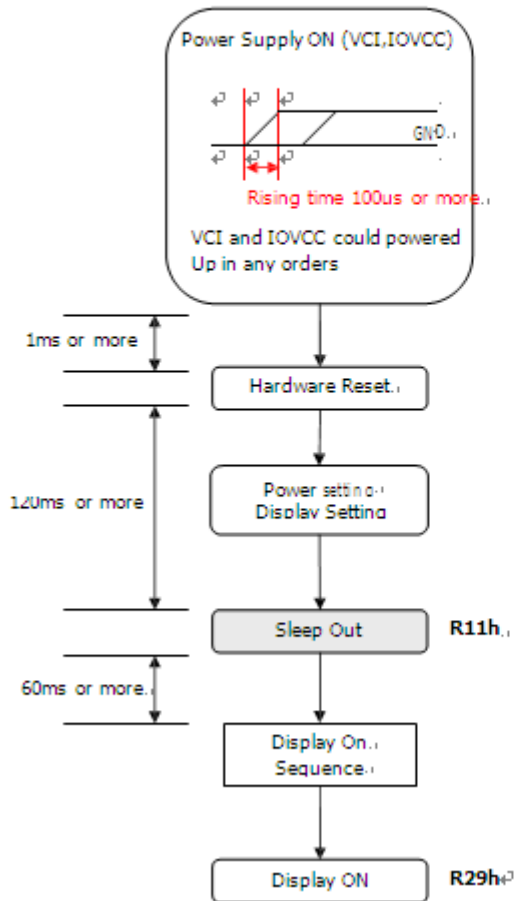 Power Supply ON (VCI,IOVCC)
GND
Rising time 100us or more.
VCI and IOVCC could powered
Up in any orders
1ms or more
Hardware Reset.
Power setting.
Display Setting
120ms or more
Sleep Out
R11h.
60ms or more.
Display On.
Sequence.
Display ON
R29h